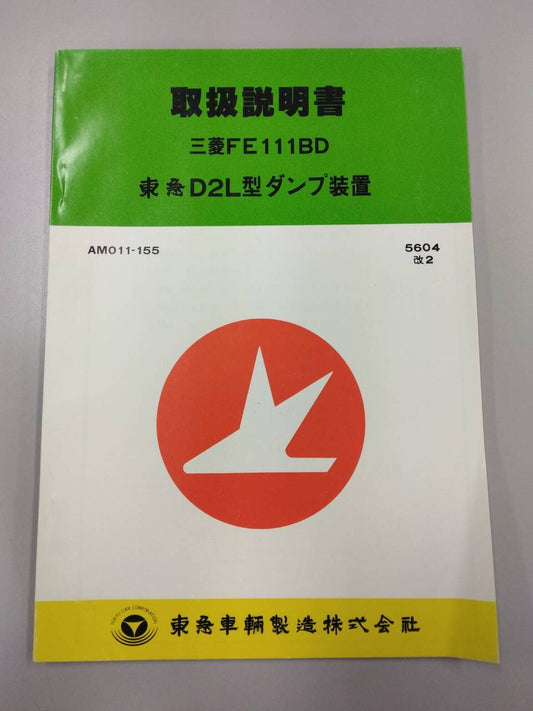 取扱説明書
三菱FE111BD
東急D2L型ダンプ装置
AM011-155
5604
改2
TOKYU CAR CORPORATION
東急車輛製造株式会社